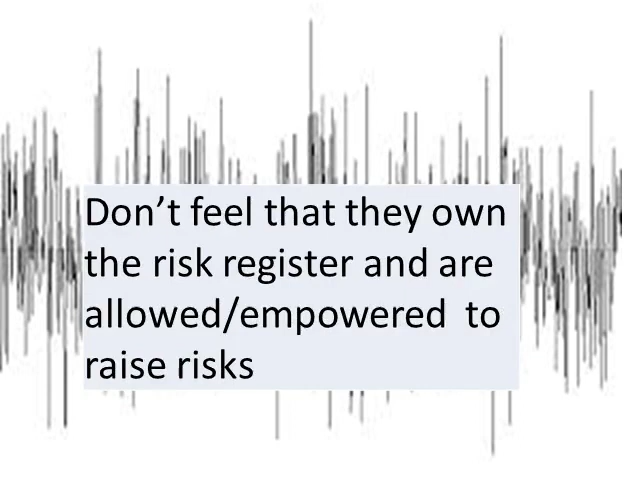 Don’t feel that they own
the risk register and are
allowed/empowered  to
raise risks